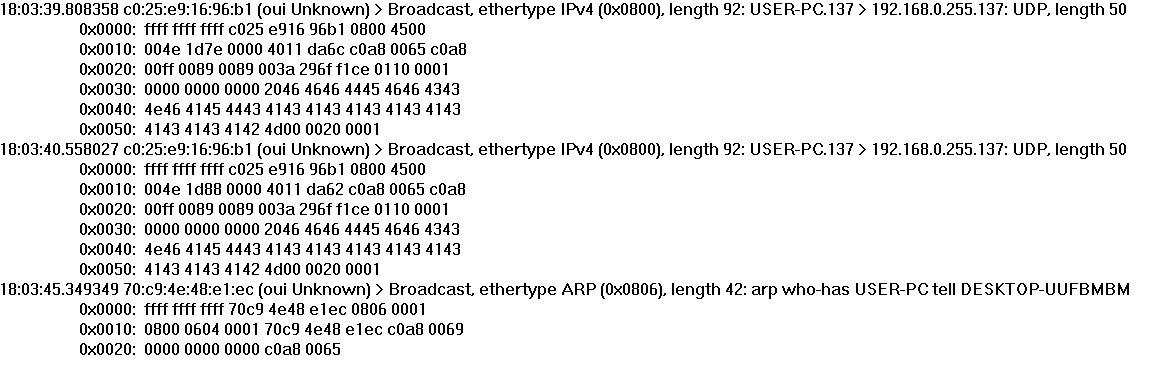 18:03:39.808358 c0:25:e9:16:96:b1 (oui Unknown) > Broadcast, ethertype IPv4 (0x0800), length 92: USER-PC.137 > 192.168.0.255.137: UDP, length 50
0x0000: ffff ffff ffff c025 e916 96b1 0800 4500
0x0010: 004e 1d7e 0000 4011 da6c c0a8 0065 c0a8
0x0020: 00ff 0089 0089 003a 296f f1ce 0110 0001
0x0030: 0000 0000 0000 2046 4646 4445 4646 4343
0x0040: 4e46 4145 4443 4143 4143 4143 4143 4143
0x0050: 4143 4143 4142 4d00 0020 0001
18:03:40.558027 c0:25:e9:16:96:b1 (oui Unknown) > Broadcast, ethertype IPv4 (0x0800), length 92: USER-PC.137 > 192.168.0.255.137: UDP, length 50
0x0000: ffff ffff ffff c025 e916 96b1 0800 4500
0x0010: 004e 1d88 0000 4011 da62 c0a8 0065 c0a8
0x0020: 00ff 0089 0089 003a 296f f1ce 0110 0001
0x0030: 0000 0000 0000 2046 4646 4445 4646 4343
0x0040: 4e46 4145 4443 4143 4143 4143 4143 4143
0x0050: 4143 4143 4142 4d00 0020 0001
18:03:45.349349 70:c9:4e:48:e1:ec (oui Unknown) > Broadcast, ethertype ARP (0x0806), length 42: arp who-has USER-PC tell DESKTOP-UUFBMBM
0x0000: ffff ffff ffff 70c9 4e48 e1ec 0806 0001
0x0010: 0800 0604 0001 70c9 4e48 e1ec c0a8 0069
0x0020: 0000 0000 0000 c0a8 0065